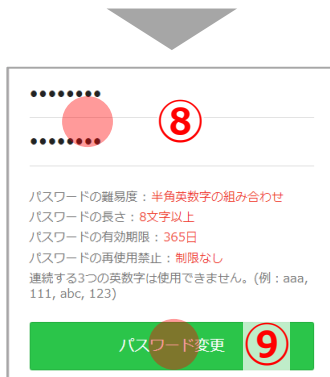 ••••••••
⑧
••••••••
パスワードの難易度：半角英数字の組み合わせ
パスワードの長さ：8文字以上
パスワードの有効期限：365日
パスワードの再使用禁止：制限なし
連続する3つの英数字は使用できません。(例：aaa,
111, abc, 123)
パスワード変更 ⑨